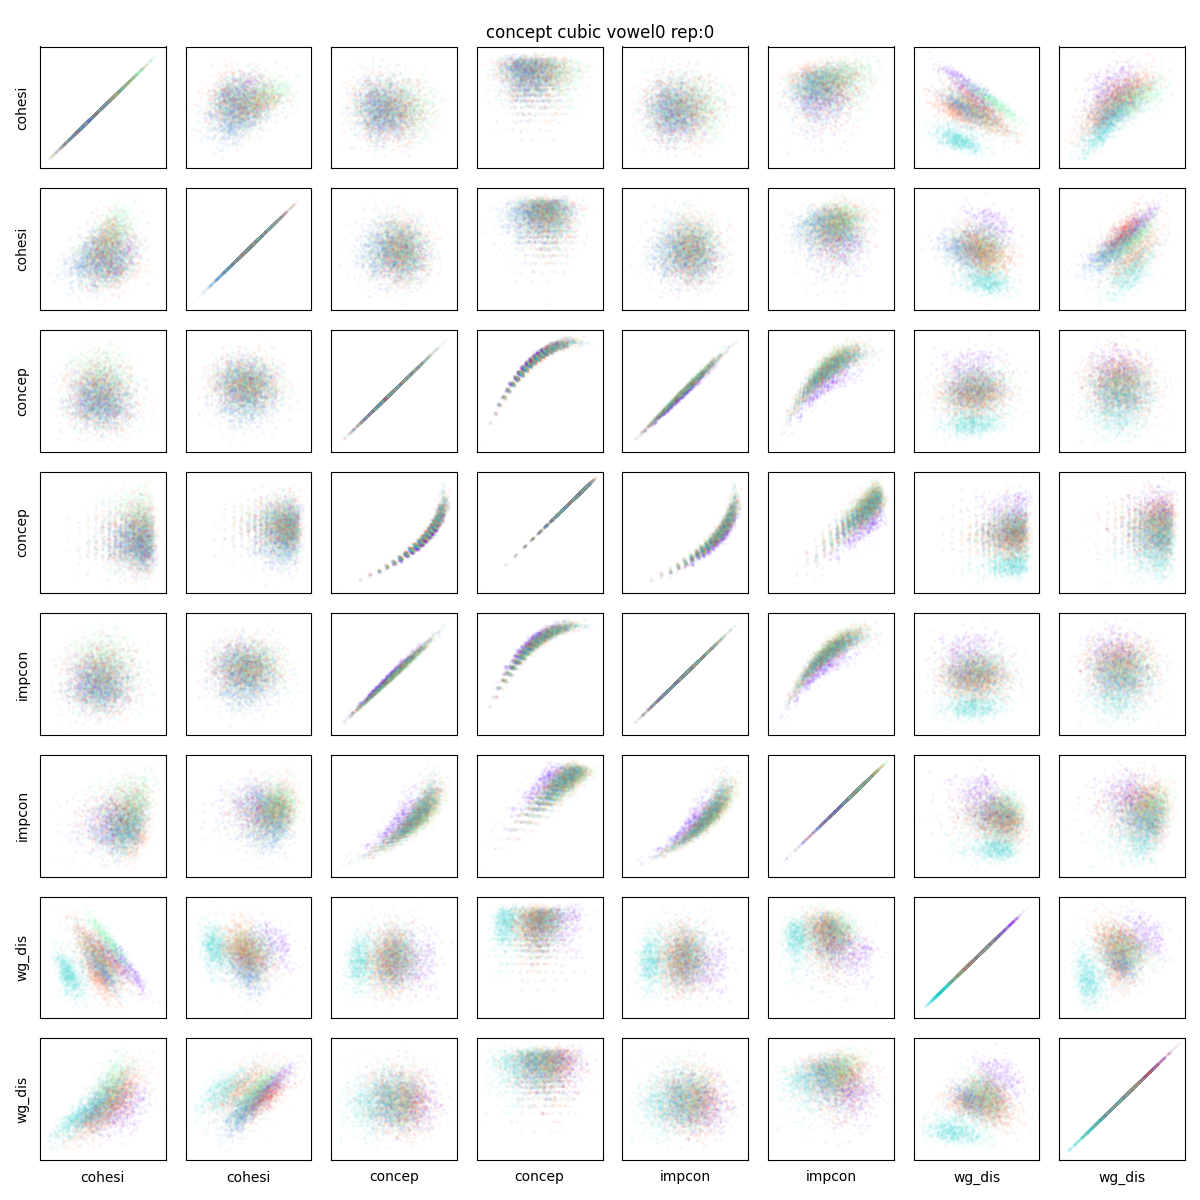 concept cubic vowel0 rep:0
cohesi
cohesi
concep
concep
impcon
impcon
wg_dis
wg_dis
cohesi cohesi concep concep impcon impcon wg_dis wg_dis